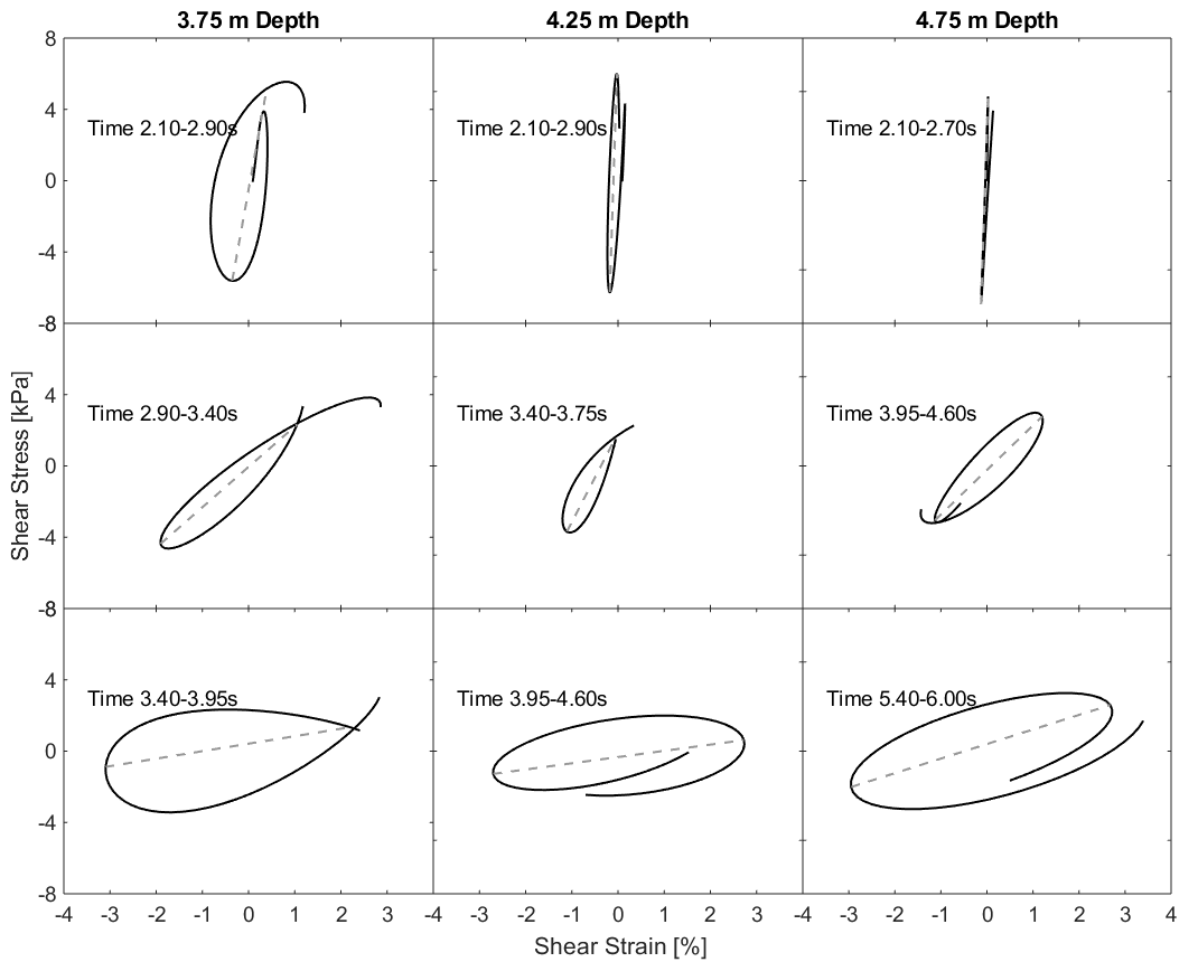 3.75 m Depth 4.25 m Depth 4.75 m Depth
8
4
0
-4
-8
Time 2.10-2.90s Time 2.10-2.90s Time 2.10-2.70s
4
0
-4
-8
Time 2.90-3.40s Time 3.40-3.75s Time 3.95-4.60s
4
0
-4
-8
Time 3.40-3.95s Time 3.95-4.60s Time 5.40-6.00s
Shear Stress [kPa]
-4 -3 -2 -1 0 1 2 3 -4 -3 -2 -1 0 1 2 3 -4 -3 -2 -1 0 1 2 3 4
Shear Strain [%]